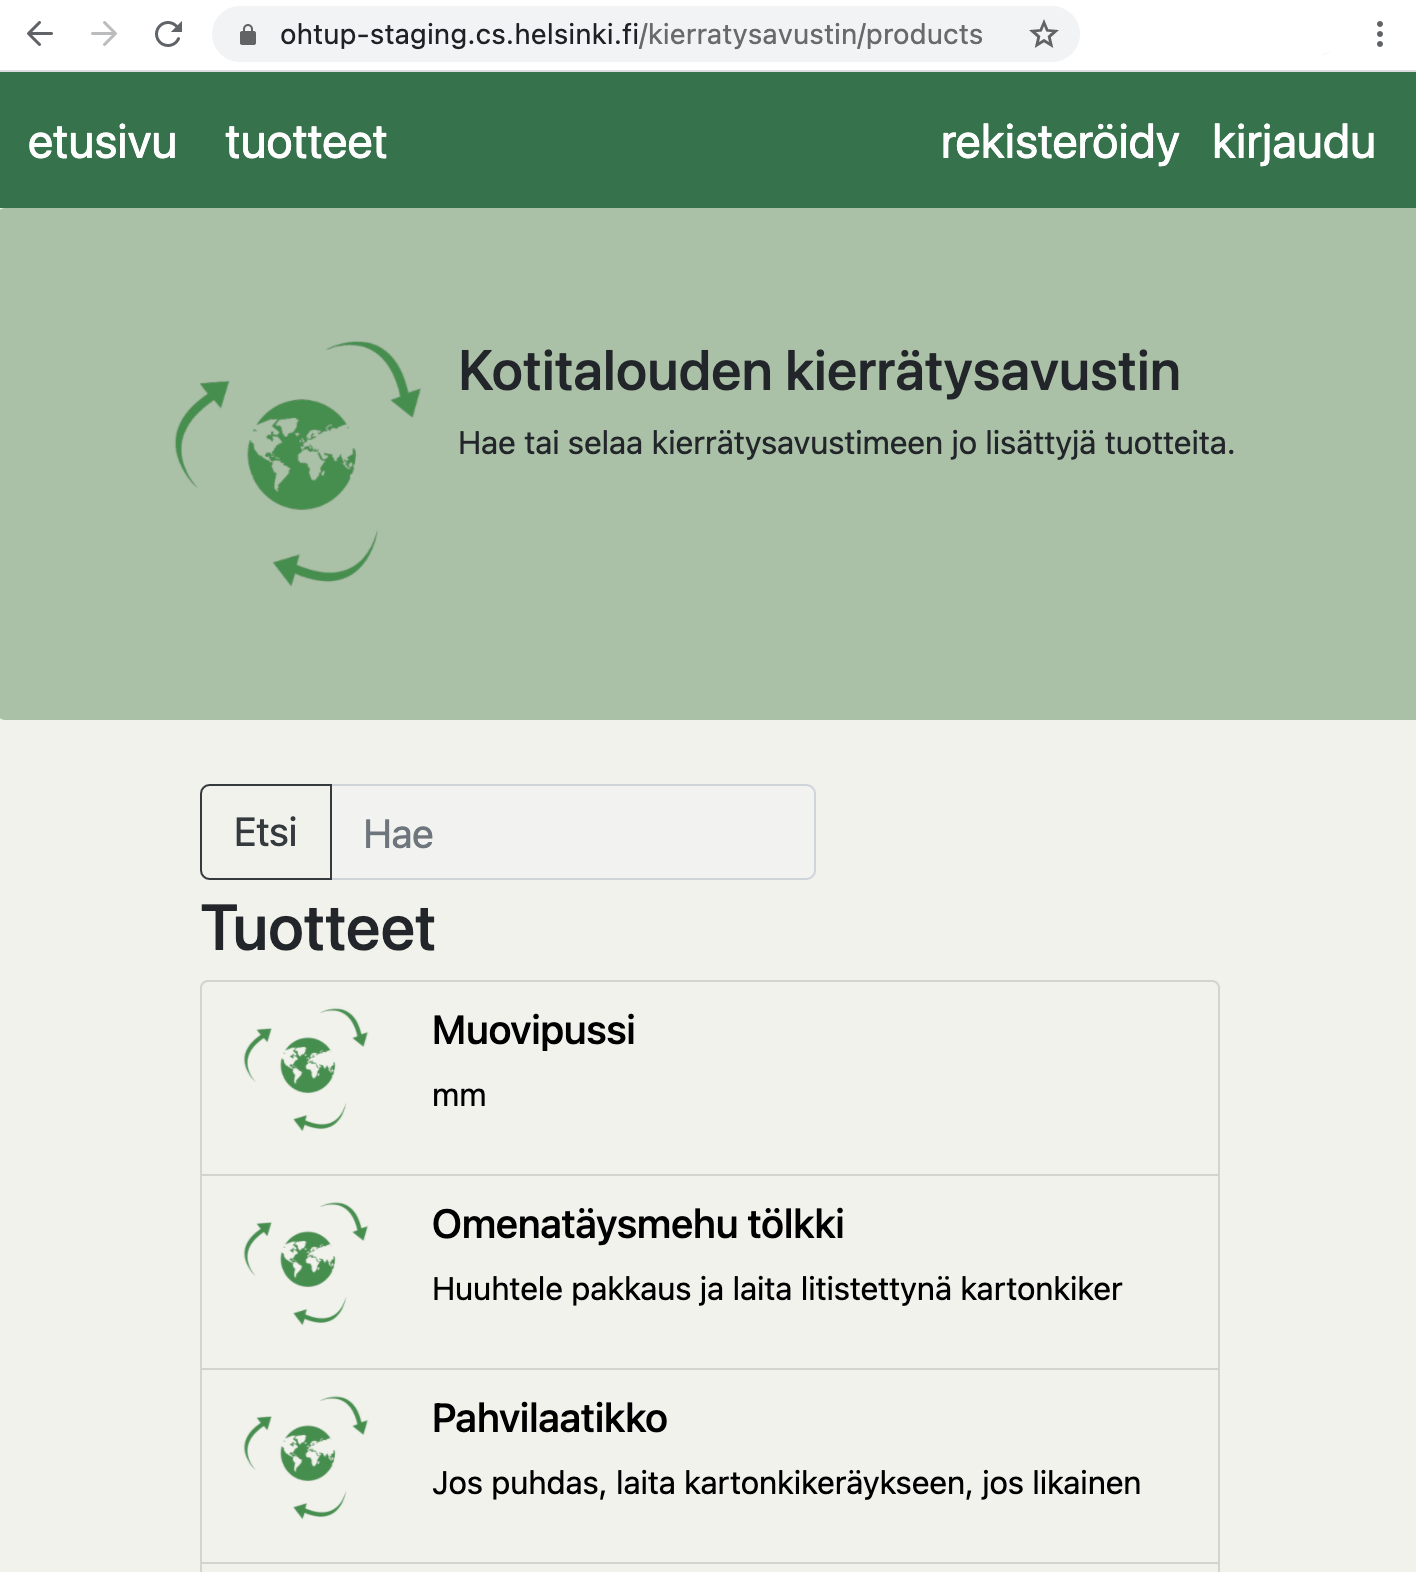 ohtup-staging.cs.helsinki.fi/kierratysavustin/products
etusivu tuotteet rekisteröidy kirjaudu
Kotitalouden kierrätysavustin
Hae tai selaa kierrätysavustimeen jo lisättyjä tuotteita.
Etsi Hae
Tuotteet
Muovipussi
mm
Omenatäysmehu tölkki
Huuhtele pakkaus ja laita litistettynä kartonkiker
Pahvilaatikko
Jos puhdas, laita kartonkikeräykseen, jos likainen